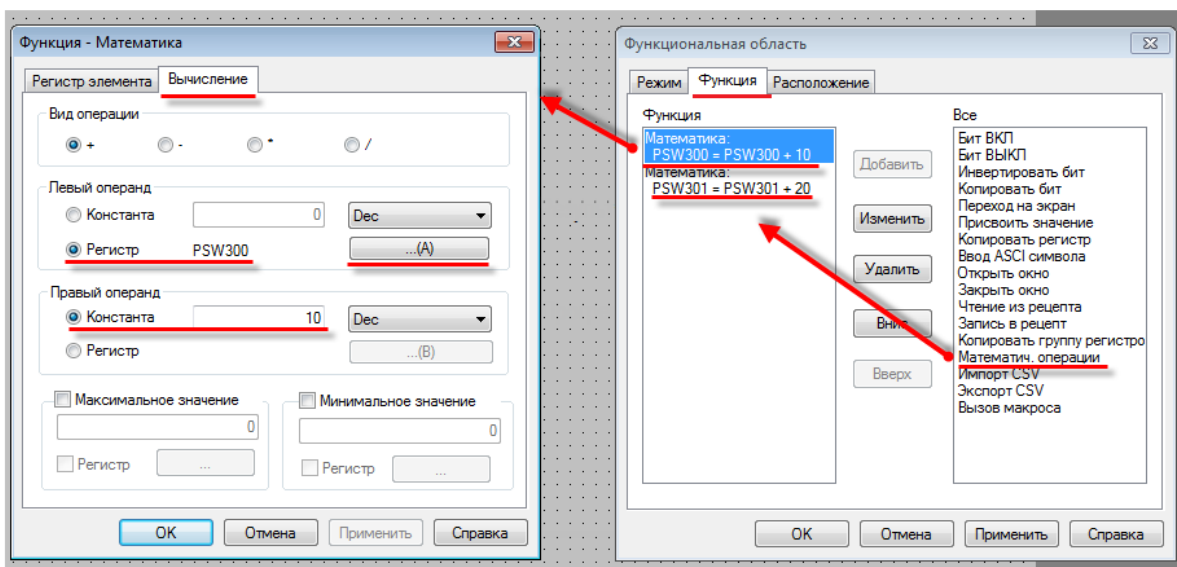 Функция - Математика
Регистр элемента Вычисление
Вид операции
+ - * /
Левый операнд
Константа 0 Dec
Регистр PSW300 ...(A)
Правый операнд
Константа 10 Dec
Регистр ...(B)
Максимальное значение
0
Регистр ...
Минимальное значение
0
Регистр ...
OK Отмена Применить Справка
Функциональная область
Режим Функция Расположение
Функция
Математика:
PSW300 = PSW300 + 10
Математика:
PSW301 = PSW301 + 20
Добавить
Изменить
Удалить
Вниз
Вверх
Все
Бит ВКЛ
Бит ВЫКЛ
Инвертировать бит
Копировать бит
Переход на экран
Присвоить значение
Копировать регистр
Ввод ASCI символа
Открыть окно
Закрыть окно
Чтение из рецепта
Запись в рецепт
Копировать группу регистро
Математич. операции
Импорт CSV
Экспорт CSV
Вызов макроса
OK Отмена Применить Справка